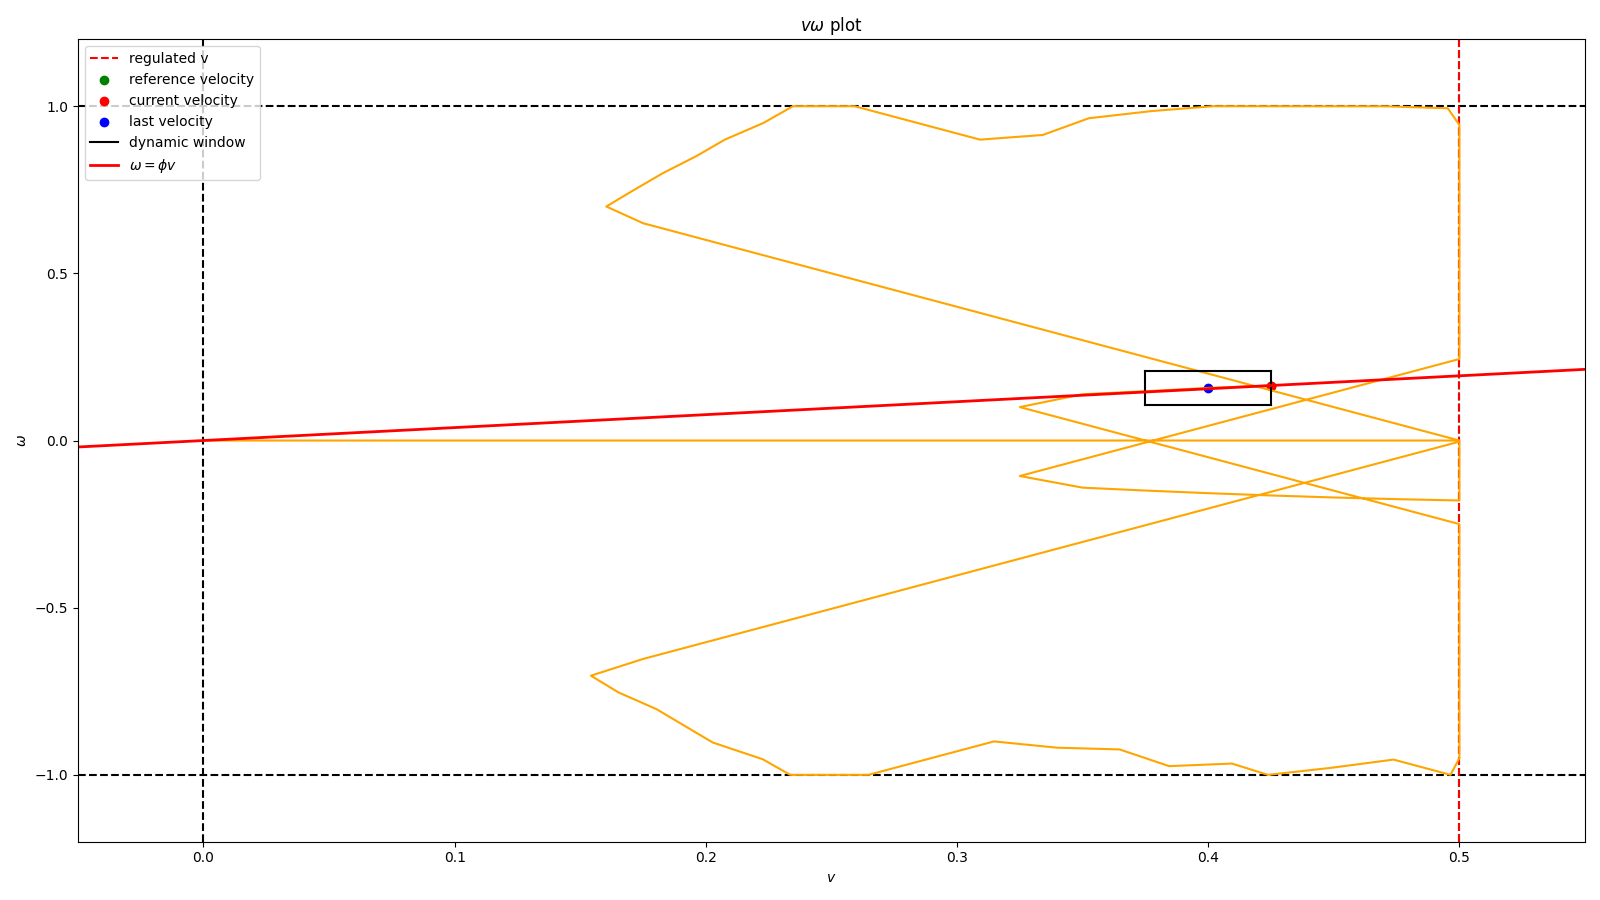 vω plot
regulated v
reference velocity
current velocity
last velocity
dynamic window
ω = ϕv
1.0
0.5
0.0
−0.5
−1.0
ω
0.0 0.1 0.2 0.3 0.4 0.5
v